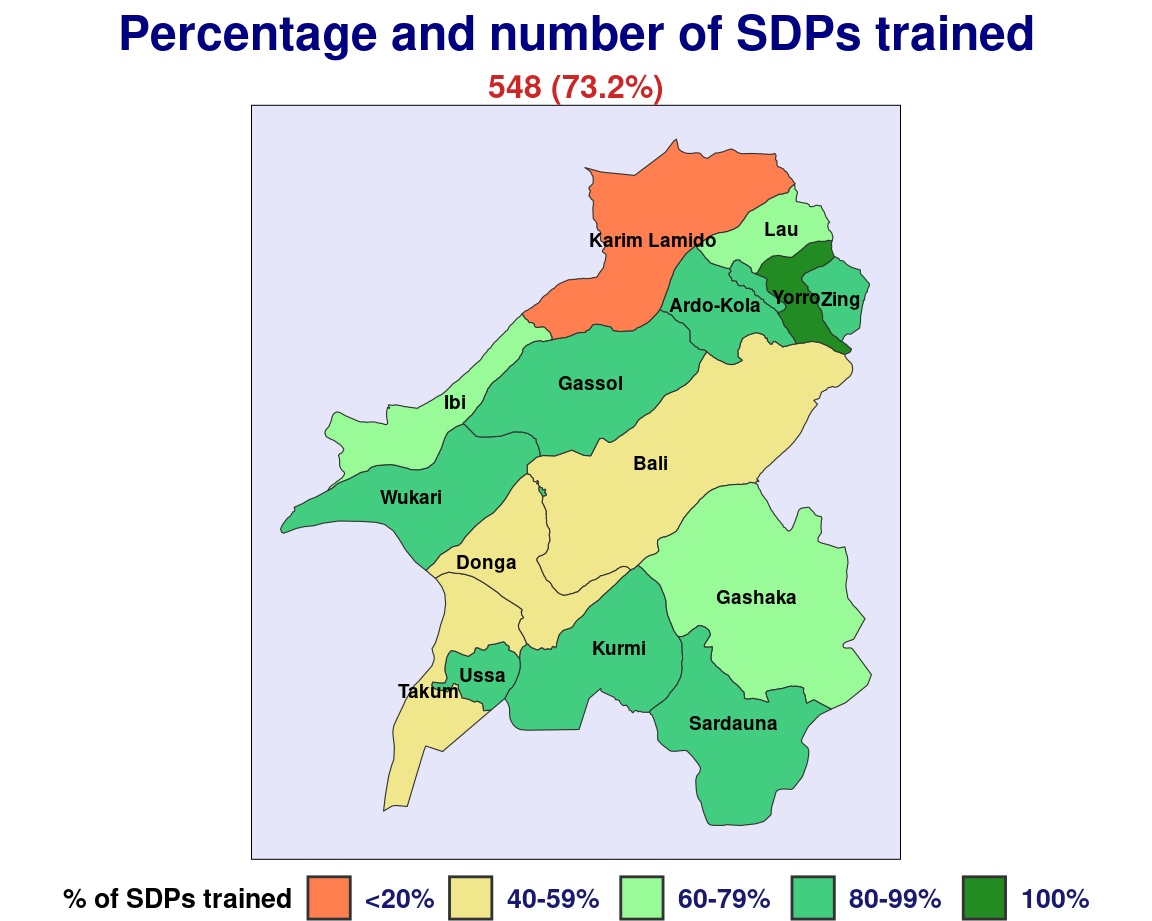 Percentage and number of SDPs trained
548 (73.2%)
Karim Lamido
Lau
Yorro
Zing
Ardo-Kola
Gassol
Ibi
Bali
Wukari
Donga
Gashaka
Kurmi
Ussa
Takum
Sardauna
% of SDPs trained <20% 40-59% 60-79% 80-99% 100%